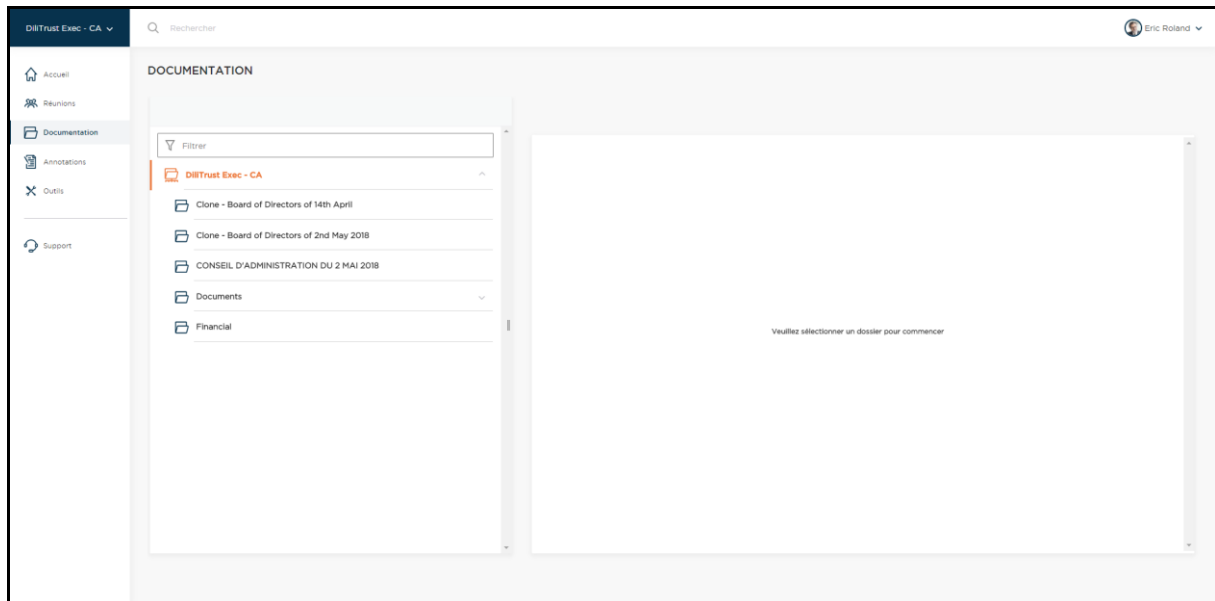 DiliTrust Exec - CA
Rechercher
Eric Roland
Accueil
Réunions
Documentation
Annotations
Outils
Support
DOCUMENTATION
Filtrer
DiliTrust Exec - CA
Clone - Board of Directors of 14th April
Clone - Board of Directors of 2nd May 2018
CONSEIL D'ADMINISTRATION DU 2 MAI 2018
Documents
Financial
Veuillez sélectionner un dossier pour commencer